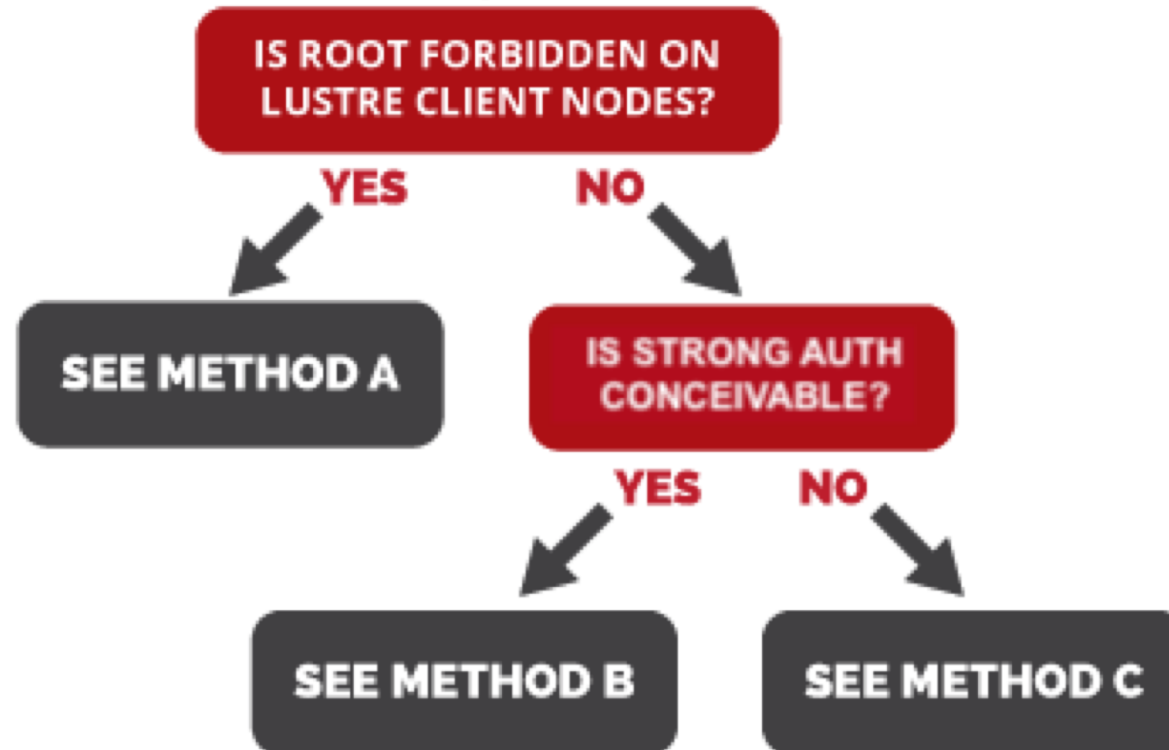 IS ROOT FORBIDDEN ON
LUSTRE CLIENT NODES?
YES
NO
SEE METHOD A
IS STRONG AUTH
CONCEIVABLE?
YES
NO
SEE METHOD B
SEE METHOD C